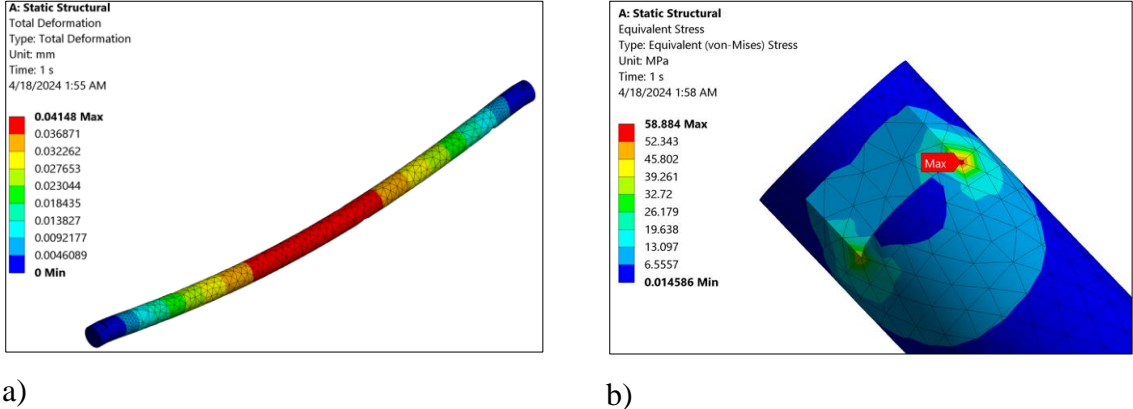 A: Static Structural
Total Deformation
Type: Total Deformation
Unit: mm
Time: 1 s
4/18/2024 1:55 AM
0.04148 Max
0.036871
0.032262
0.027653
0.023044
0.018435
0.013827
0.0092177
0.0046089
0 Min
a)
A: Static Structural
Equivalent Stress
Type: Equivalent (von-Mises) Stress
Unit: MPa
Time: 1 s
4/18/2024 1:58 AM
58.884 Max
52.343
45.802
39.261
32.72
26.179
19.638
13.097
6.5557
0.014586 Min
Max
b)